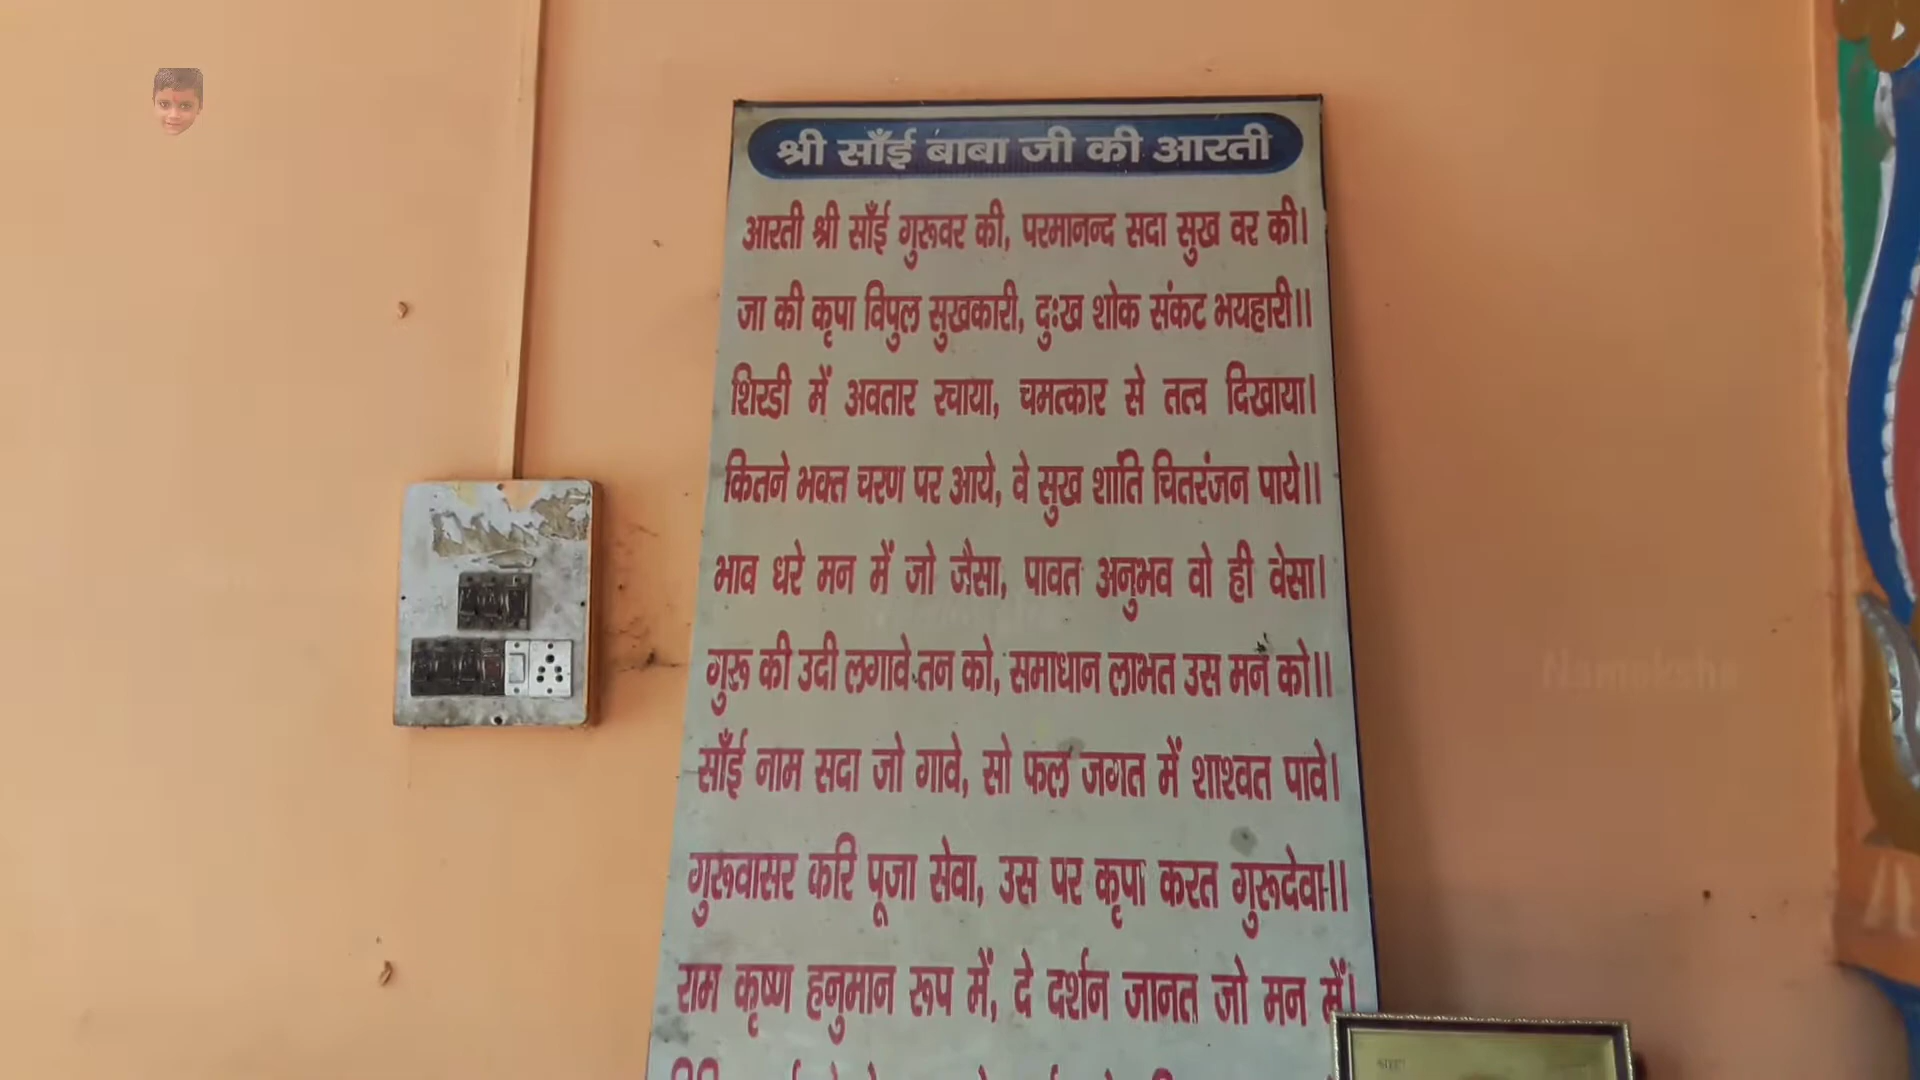 श्री साँई बाबा जी की आरती
आरती श्री साँई गुरूवर की, परमानन्द सदा सुख वर की।
जा की कृपा विपुल सुखकारी, दुःख शोक संकट भयहारी।।
शिरडी में अवतार रचाया, चमत्कार से तत्व दिखाया।
कितने भक्त चरण पर आये, वे सुख शांति चितरंजन पाये।।
भाव धरे मन में जो जैसा, पावत अनुभव वो ही वेसा।
गुरू की उदी लगावे तन को, समाधान लाभत उस मन को।।
साँई नाम सदा जो गावे, सो फल जगत में शाश्वत पावे।
गुरूवासर करि पूजा सेवा, उस पर कृपा करत गुरूदेवा।।
राम कृष्ण हनुमान रूप में, दे दर्शन जानत जो मन में।
Namoksha